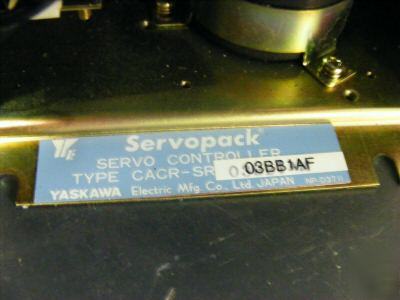 Servopack
SERVO CONTROLLER
TYPE CACR-SR 03BB1AF
YASKAWA Electric Mfg. Co., Ltd. JAPAN